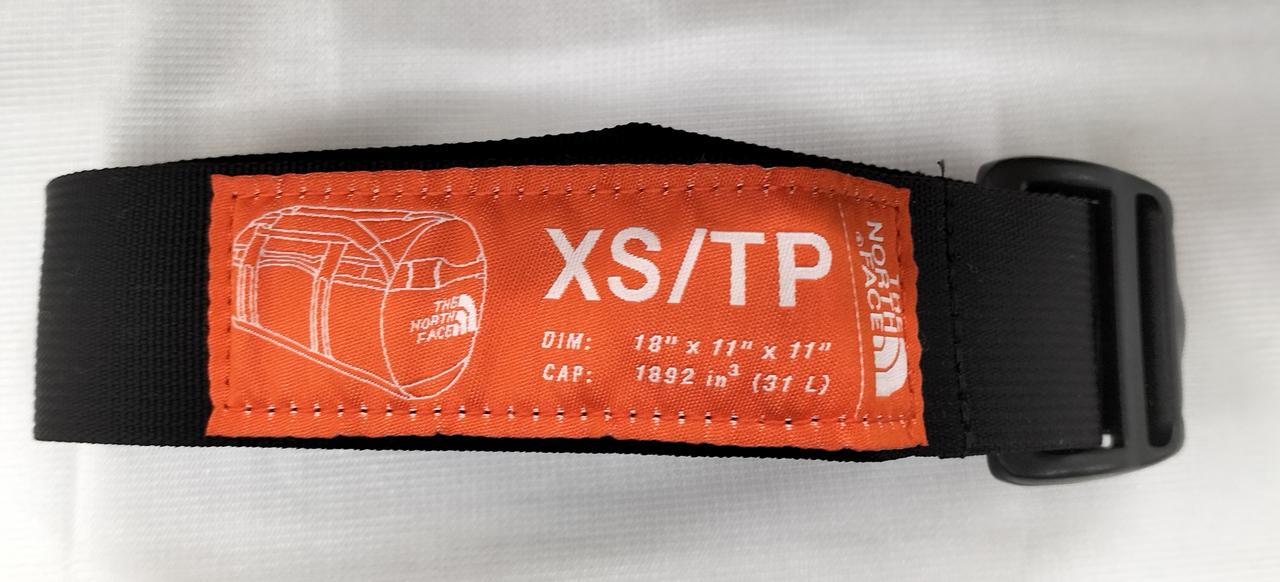 THE
NORTH
FACE
XS/TP
DIM: 18" x 11" x 11"
CAP: 1892 in³ (31 L)
THE
NORTH
FACE
®